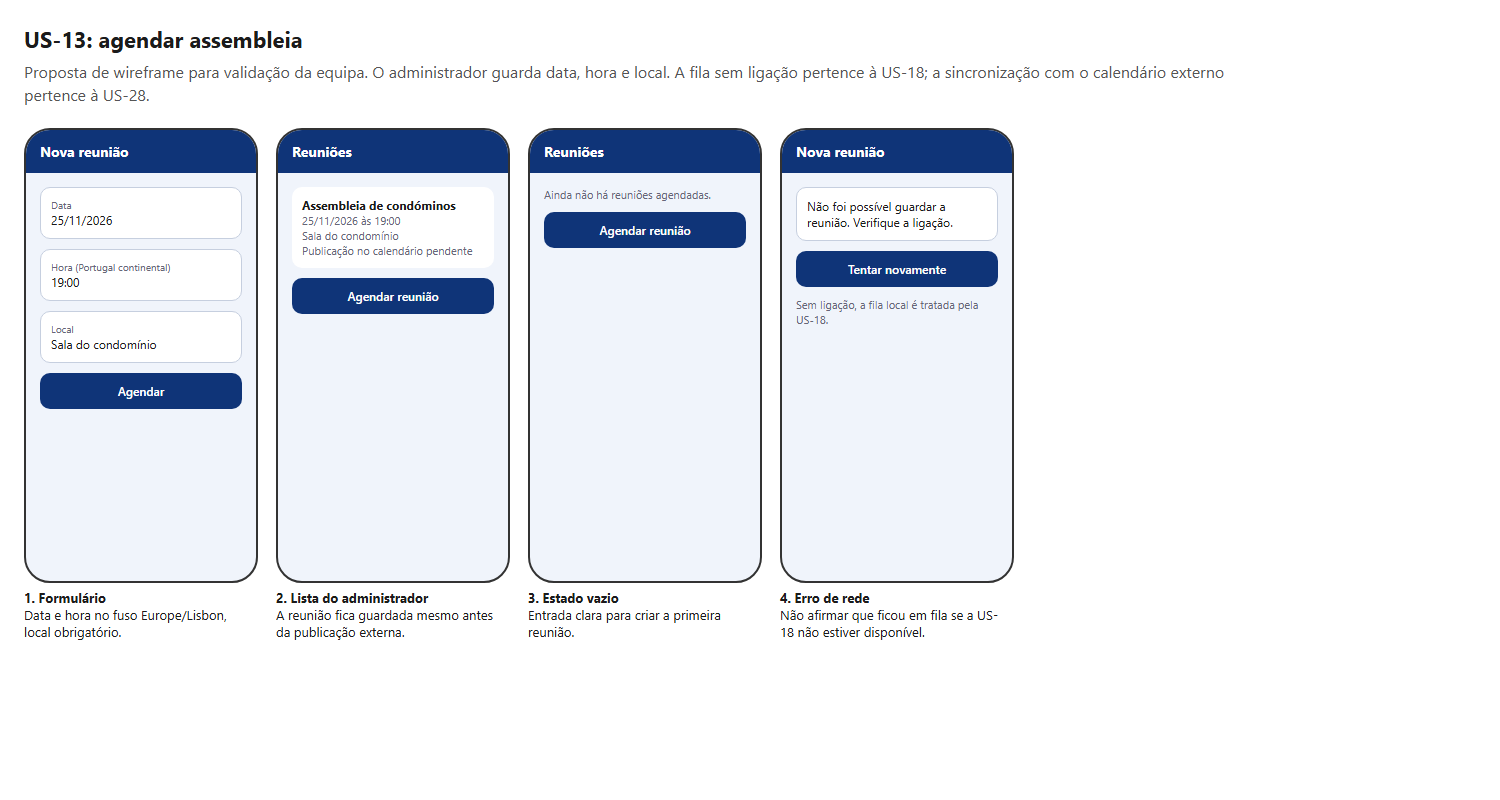 US-13: agendar assembleia
Proposta de wireframe para validação da equipa. O administrador guarda data, hora e local. A fila sem ligação pertence à US-18; a sincronização com o calendário externo
pertence à US-28.
Nova reunião
Data
25/11/2026
Hora (Portugal continental)
19:00
Local
Sala do condomínio
Agendar
1. Formulário
Data e hora no fuso Europe/Lisbon,
local obrigatório.
Reuniões
Assembleia de condóminos
25/11/2026 às 19:00
Sala do condomínio
Publicação no calendário pendente
Agendar reunião
2. Lista do administrador
A reunião fica guardada mesmo antes
da publicação externa.
Reuniões
Ainda não há reuniões agendadas.
Agendar reunião
3. Estado vazio
Entrada clara para criar a primeira
reunião.
Nova reunião
Não foi possível guardar a
reunião. Verifique a ligação.
Tentar novamente
Sem ligação, a fila local é tratada pela
US-18.
4. Erro de rede
Não afirmar que ficou em fila se a US-
18 não estiver disponível.